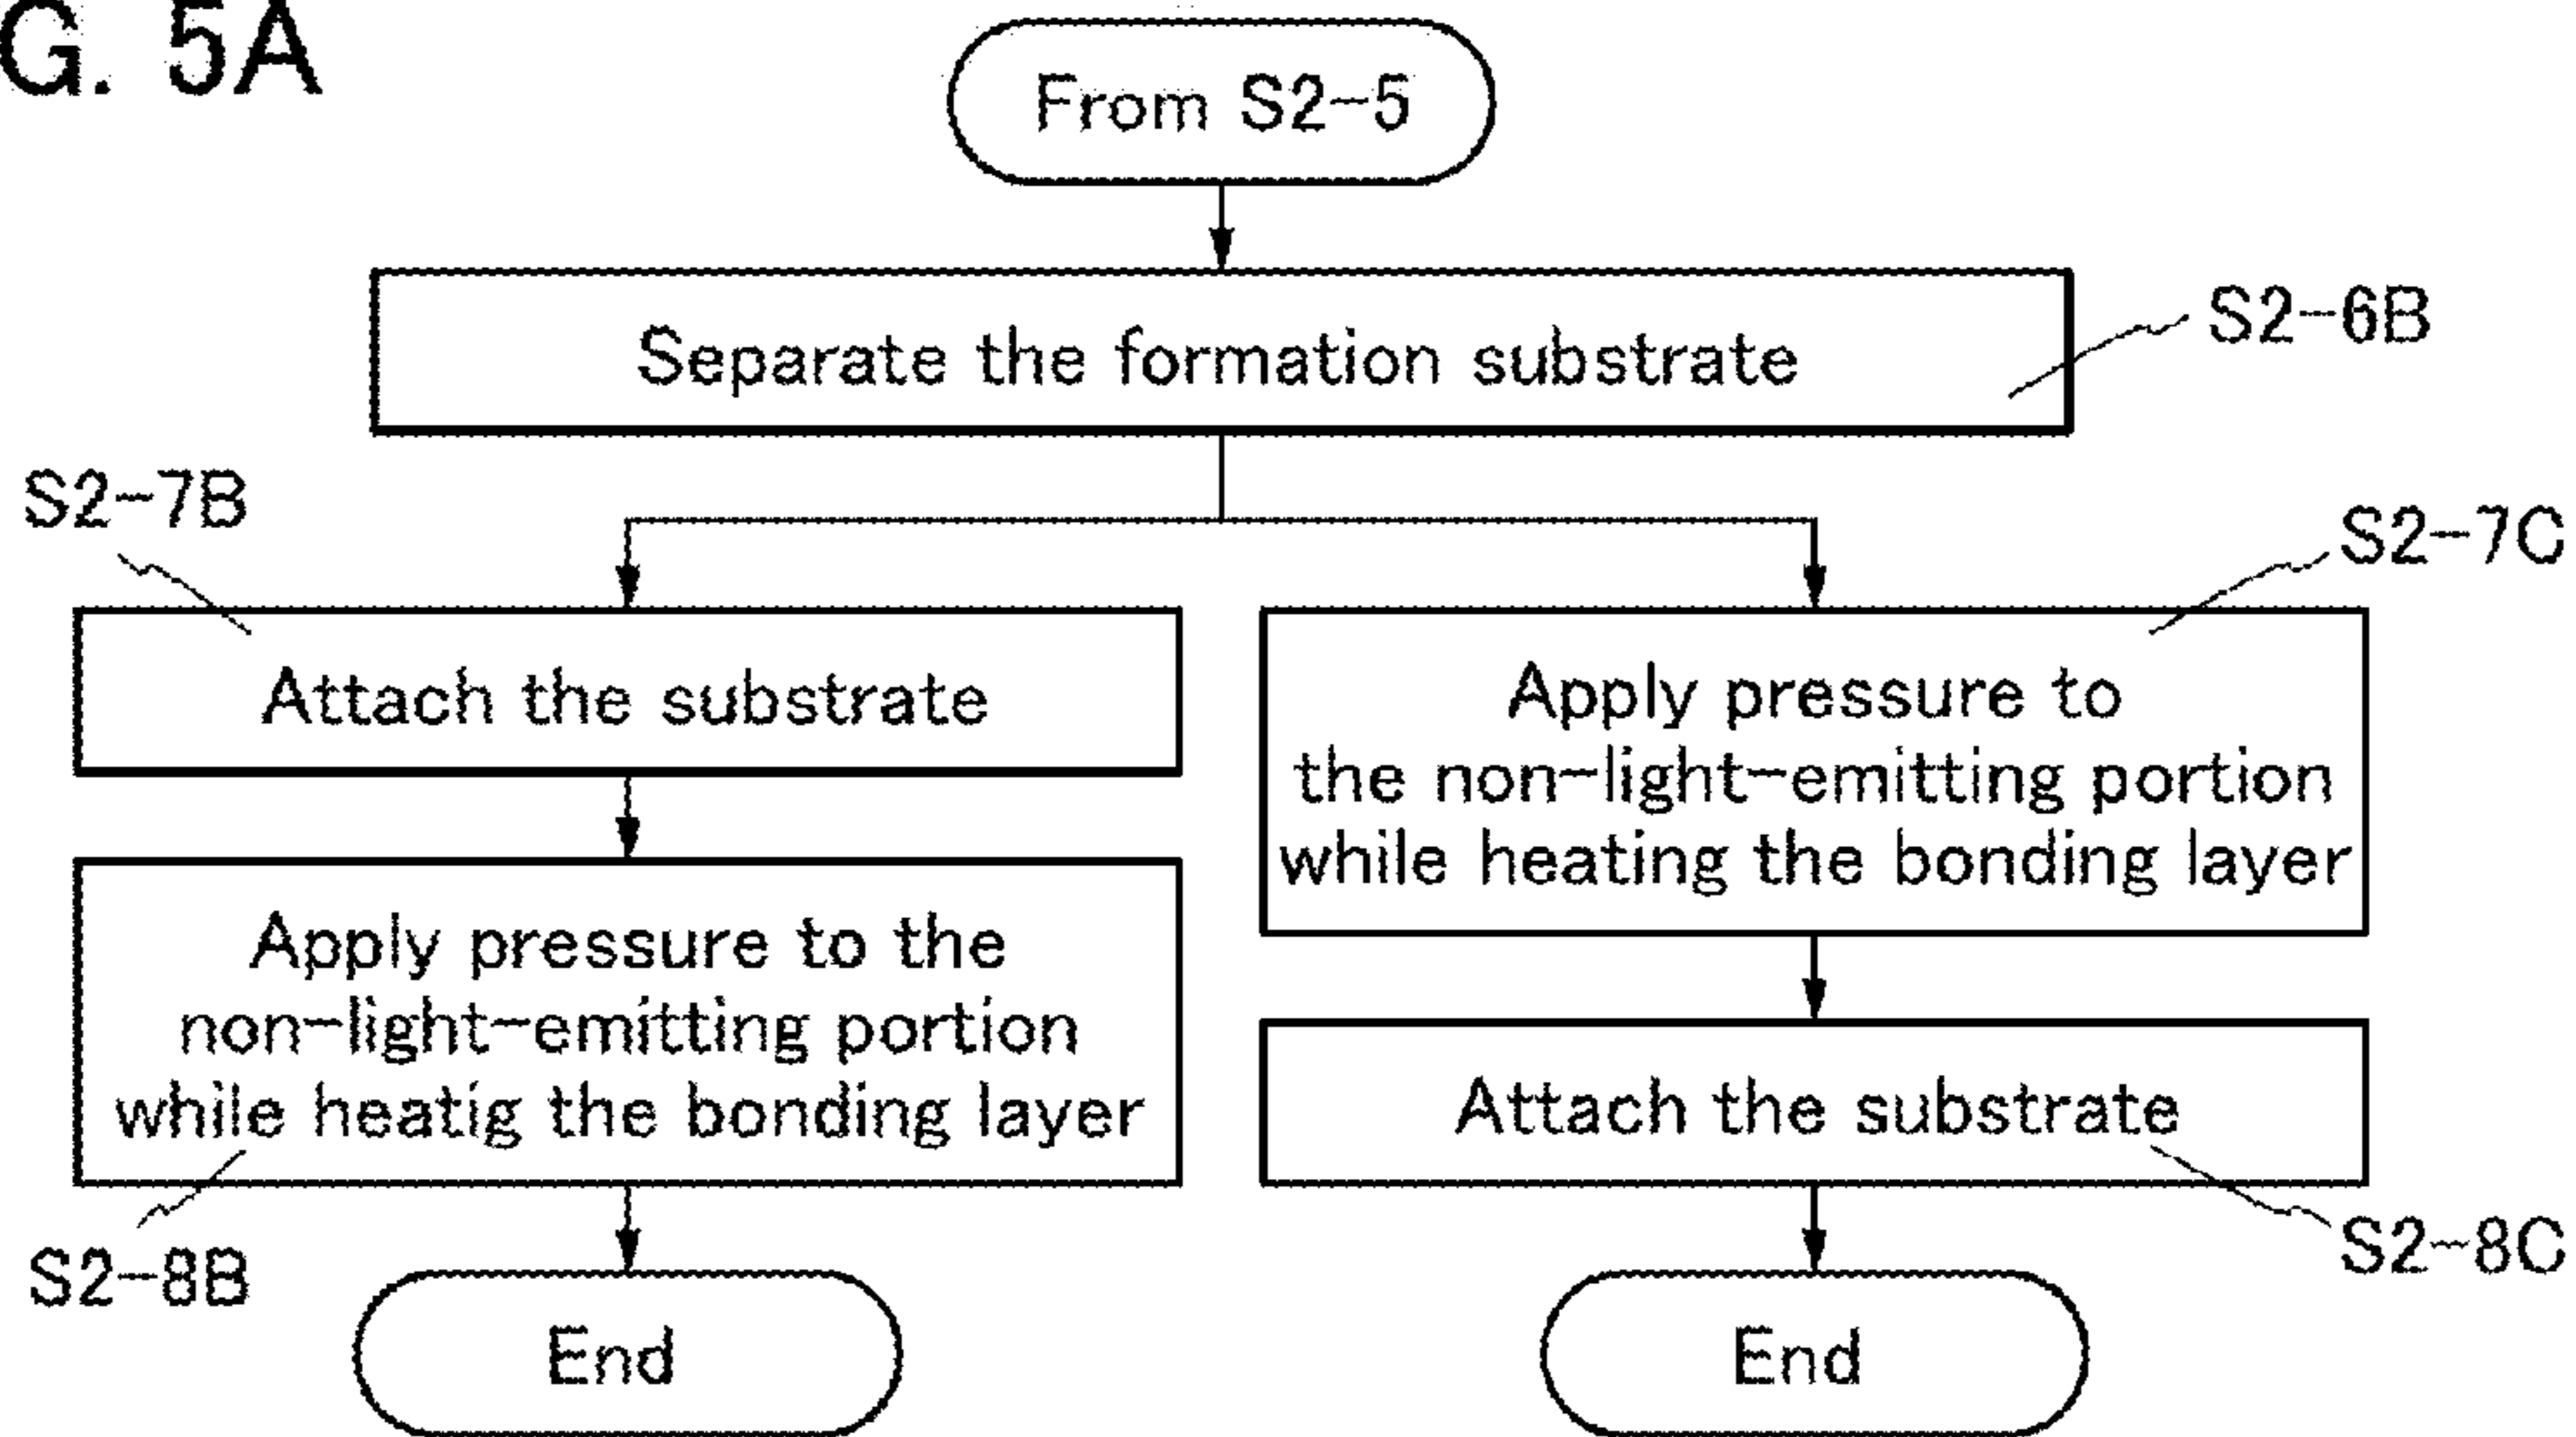 G. 5A
From S2-5
Separate the formation substrate
S2-6B
S2-7B
Attach the substrate
Apply pressure to the
non-light-emitting portion
while heatig the bonding layer
S2-8B
End
S2-7C
Apply pressure to
the non-light-emitting portion
while heating the bonding layer
Attach the substrate
S2-8C
End